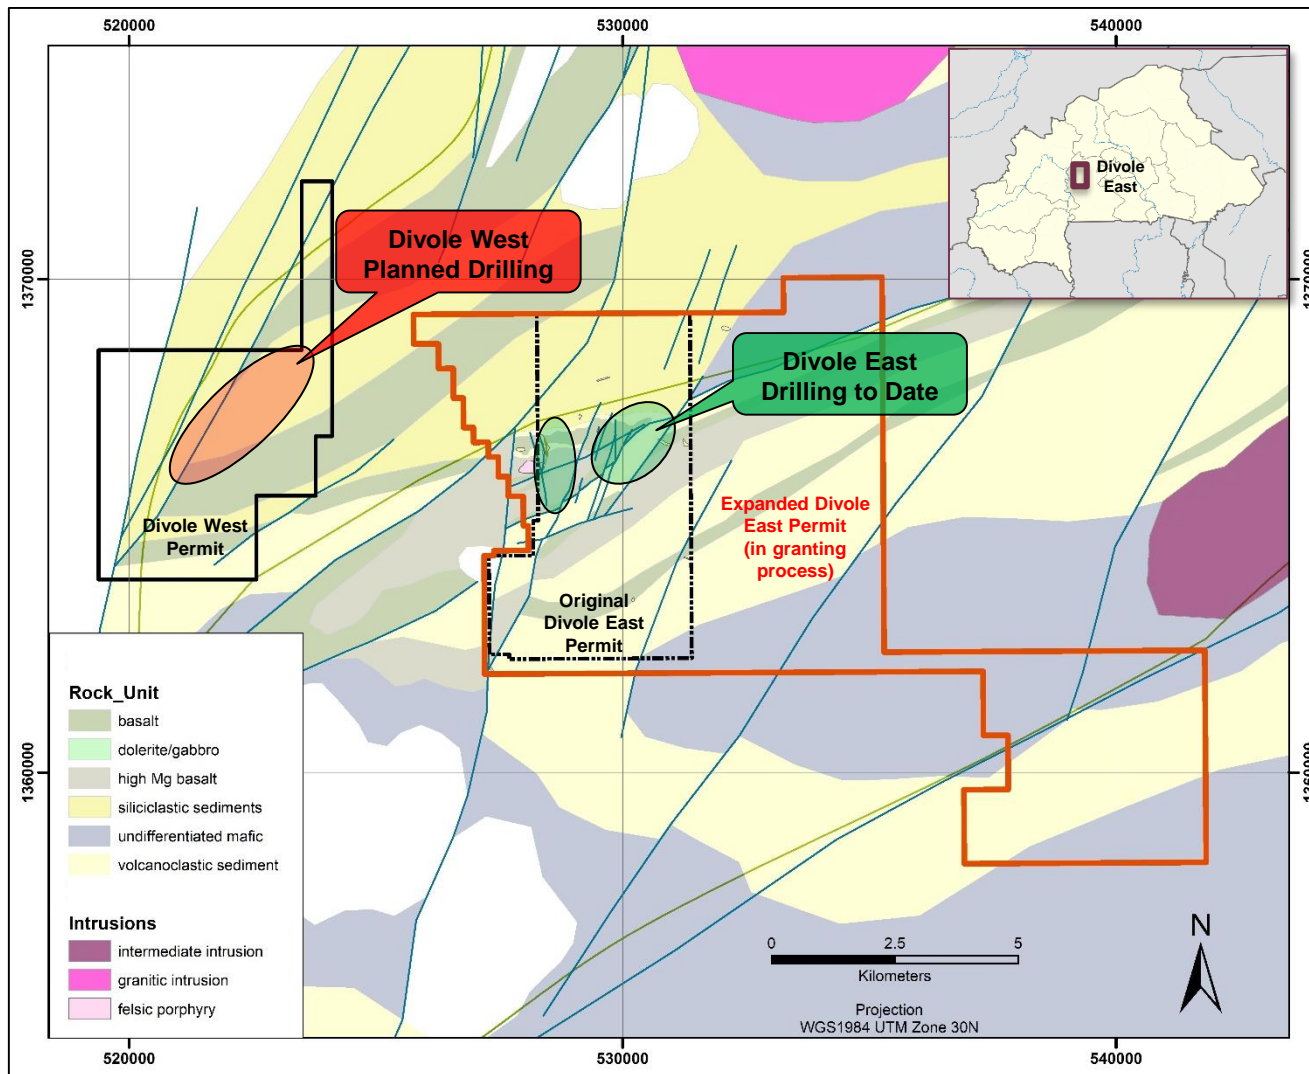 520000
530000
540000
Divole
East
Divole West
Planned Drilling
1370000
1370000
Divole East
Drilling to Date
Expanded Divole
East Permit
(in granting
process)
Divole West
Permit
Original
Divole East
Permit
Rock_Unit
basalt
dolerite/gabbro
high Mg basalt
siliciclastic sediments
undifferentiated mafic
volcanoclastic sediment
Intrusions
intermediate intrusion
granitic intrusion
felsic porphyry
1360000
1360000
N
0 2.5 5
Kilometers
Projection
WGS1984 UTM Zone 30N
520000
530000
540000